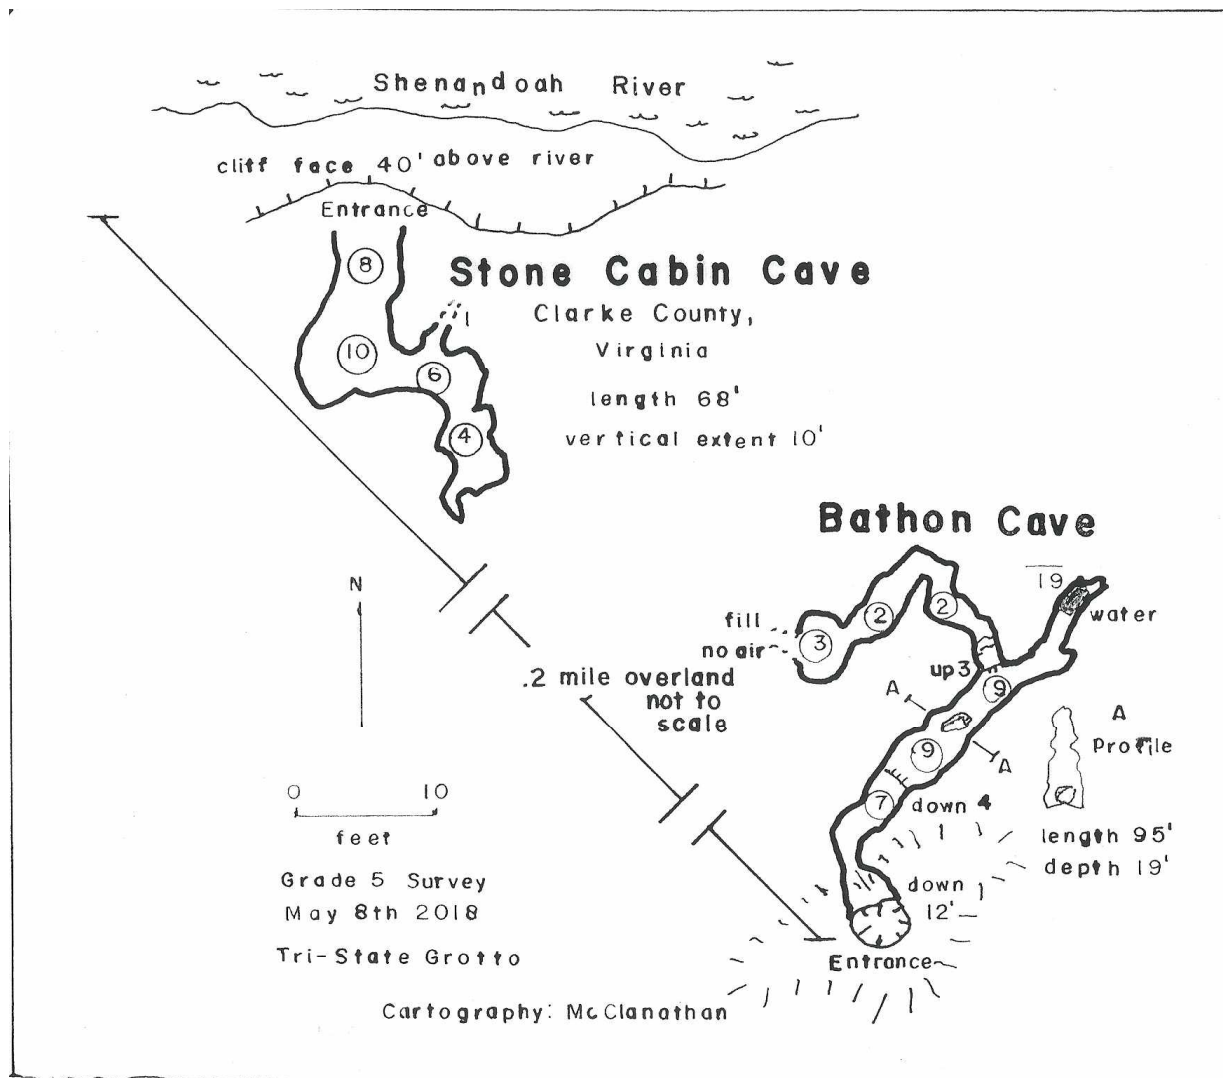 Shenandoah River
cliff face 40' above river
Entrance
8
Stone Cabin Cave
1
Clarke County,
Virginia
10
6
length 68'
4
vertical extent 10'
Bathon Cave
N
19
2
2
water
fill
3
no air
up 3
.2 mile overland
not to
scale
9
A
A
Profile
9
A
0 10
feet
7
down 4
length 95'
depth 19'
Grade 5 Survey
May 8th 2018
down
12'
Tri-State Grotto
Entrance
Cartography: McClanathan